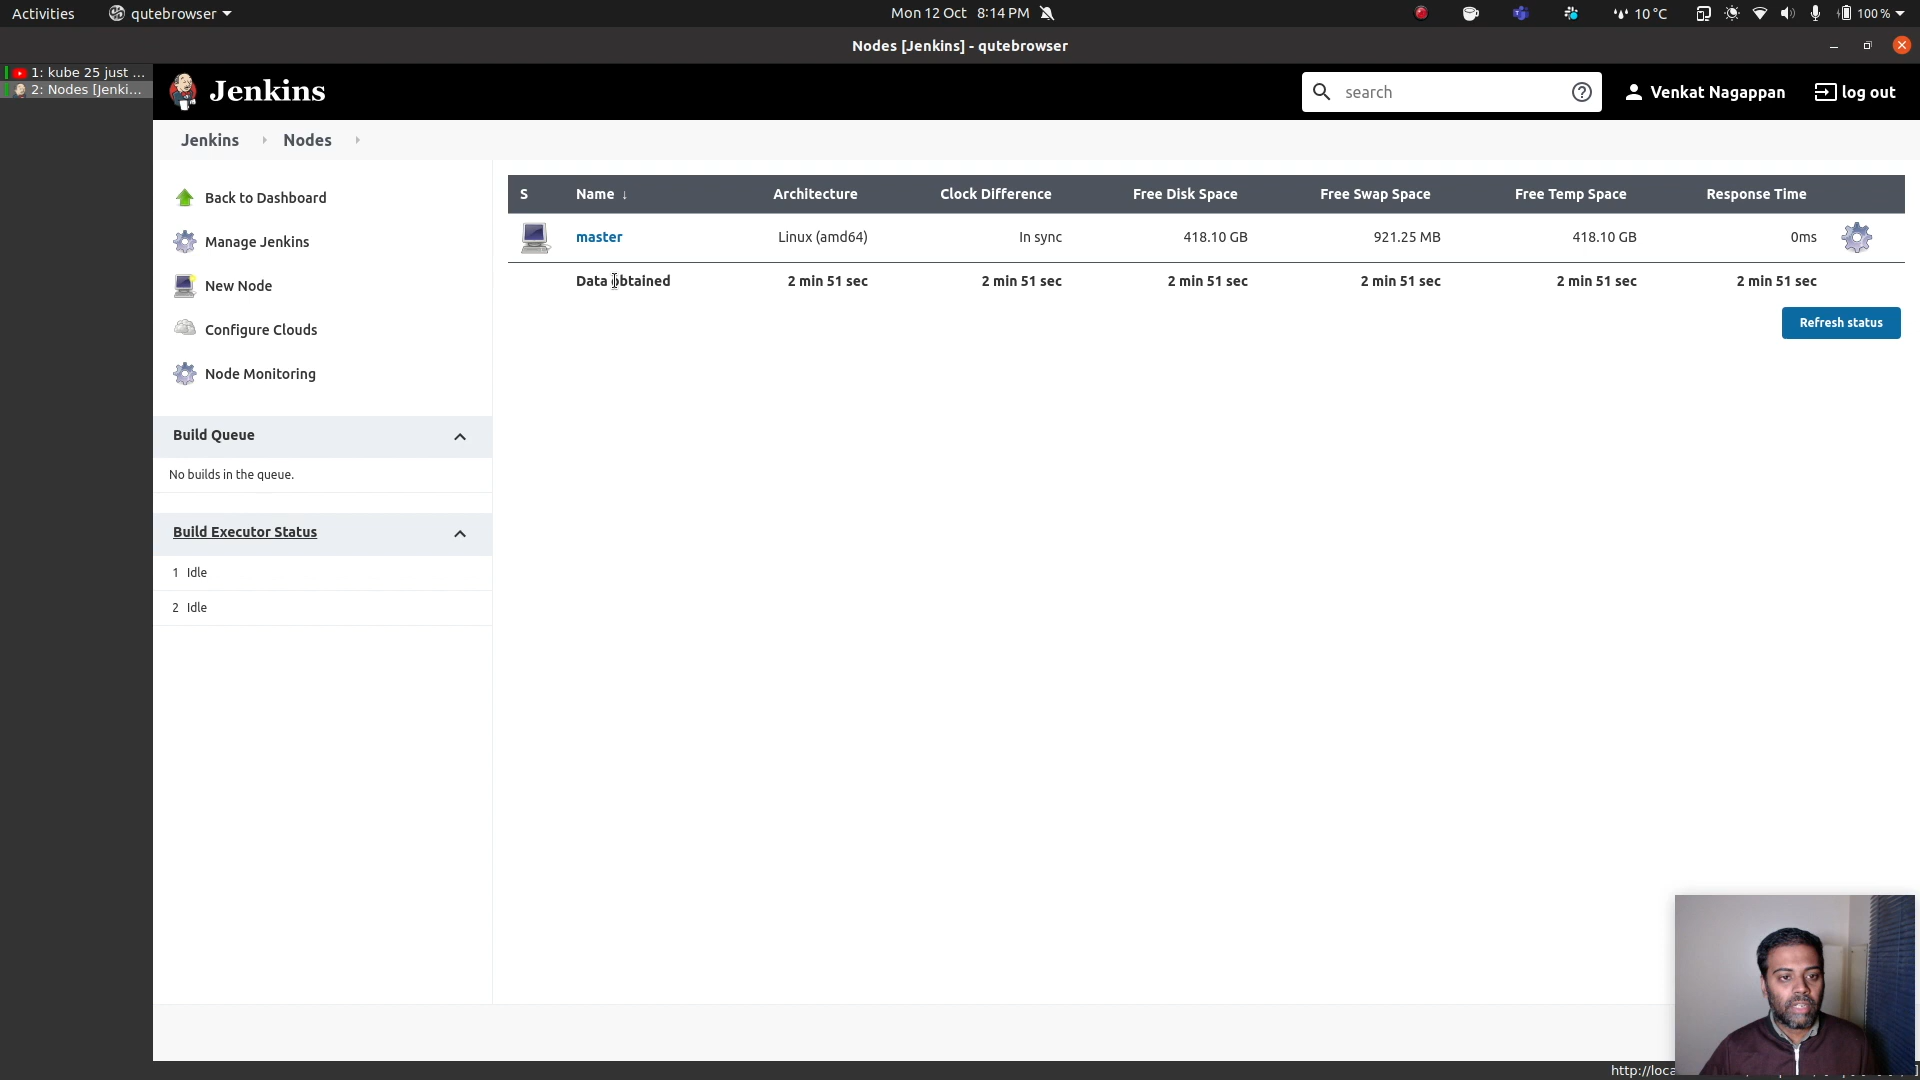 Activities qutebrowser Mon 12 Oct 8:14 PM 10 °C 100 %
Nodes [Jenkins] - qutebrowser
1: kube 25 just ...
2: Nodes [Jenki...
Jenkins search Venkat Nagappan log out
Jenkins Nodes
Back to Dashboard
Manage Jenkins
New Node
Configure Clouds
Node Monitoring
Build Queue
No builds in the queue.
Build Executor Status
1 Idle
2 Idle
S Name ↓ Architecture Clock Difference Free Disk Space Free Swap Space Free Temp Space Response Time
master Linux (amd64) In sync 418.10 GB 921.25 MB 418.10 GB 0ms
Data obtained 2 min 51 sec 2 min 51 sec 2 min 51 sec 2 min 51 sec 2 min 51 sec 2 min 51 sec
Refresh status